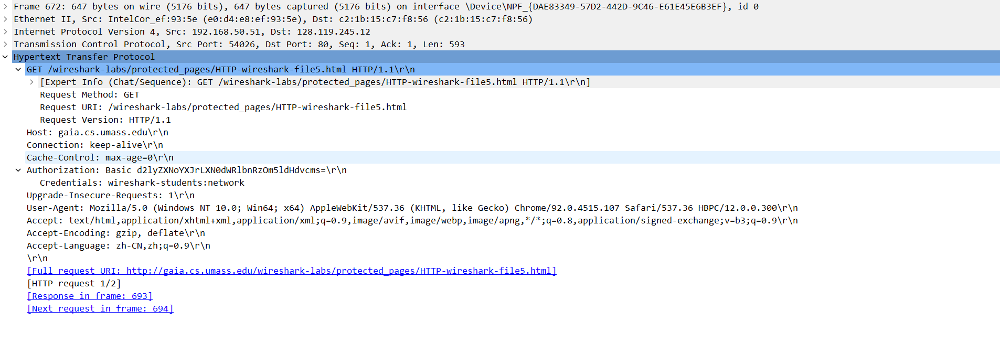 Frame 672: 647 bytes on wire (5176 bits), 647 bytes captured (5176 bits) on interface \Device\NPF_{DAE83349-57D2-442D-9C46-E61E45E6B3EF}, id 0
Ethernet II, Src: IntelCor_ef:93:5e (e0:d4:e8:ef:93:5e), Dst: c2:1b:15:c7:f8:56 (c2:1b:15:c7:f8:56)
Internet Protocol Version 4, Src: 192.168.50.51, Dst: 128.119.245.12
Transmission Control Protocol, Src Port: 54026, Dst Port: 80, Seq: 1, Ack: 1, Len: 593
Hypertext Transfer Protocol
GET /wireshark-labs/protected_pages/HTTP-wireshark-file5.html HTTP/1.1\r\n
[Expert Info (Chat/Sequence): GET /wireshark-labs/protected_pages/HTTP-wireshark-file5.html HTTP/1.1\r\n]
Request Method: GET
Request URI: /wireshark-labs/protected_pages/HTTP-wireshark-file5.html
Request Version: HTTP/1.1
Host: gaia.cs.umass.edu\r\n
Connection: keep-alive\r\n
Cache-Control: max-age=0\r\n
Authorization: Basic d2lyZXNoYXJrLXN0dWRlbnRzOm5ldHdvcms=\r\n
Credentials: wireshark-students:network
Upgrade-Insecure-Requests: 1\r\n
User-Agent: Mozilla/5.0 (Windows NT 10.0; Win64; x64) AppleWebKit/537.36 (KHTML, like Gecko) Chrome/92.0.4515.107 Safari/537.36 HBPC/12.0.0.300\r\n
Accept: text/html,application/xhtml+xml,application/xml;q=0.9,image/avif,image/webp,image/apng,*/*;q=0.8,application/signed-exchange;v=b3;q=0.9\r\n
Accept-Encoding: gzip, deflate\r\n
Accept-Language: zh-CN,zh;q=0.9\r\n
\r\n
[Full request URI: http://gaia.cs.umass.edu/wireshark-labs/protected_pages/HTTP-wireshark-file5.html]
[HTTP request 1/2]
[Response in frame: 693]
[Next request in frame: 694]